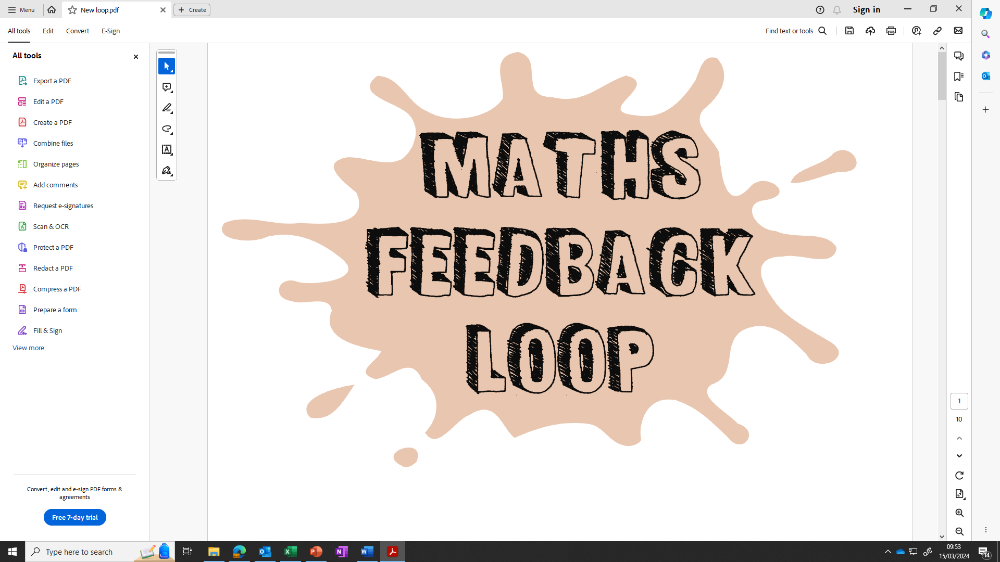 Menu
New loop.pdf
Create
Sign in
All tools
Edit
Convert
E-Sign
Find text or tools
All tools
Export a PDF
Edit a PDF
Create a PDF
Combine files
Organize pages
Add comments
Request e-signatures
Scan & OCR
Protect a PDF
Redact a PDF
Compress a PDF
Prepare a form
Fill & Sign
View more
Convert, edit and e-sign PDF forms &
agreements
Free 7-day trial
MATHS
FEEDBACK
LOOP
1
10
Type here to search
09:53
15/03/2024
14